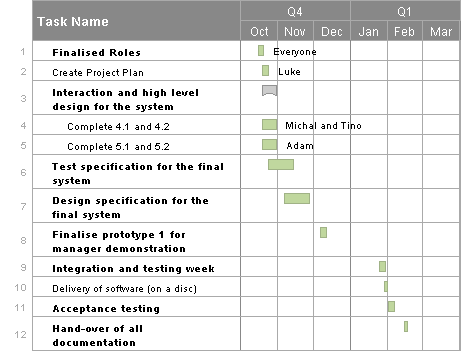 Task Name
Q4 Q1
Oct Nov Dec Jan Feb Mar
1 Finalised Roles Everyone
2 Create Project Plan Luke
3 Interaction and high level
design for the system
4 Complete 4.1 and 4.2 Michal and Tino
5 Complete 5.1 and 5.2 Adam
6 Test specification for the final
system
7 Design specification for the
final system
8 Finalise prototype 1 for
manager demonstration
9 Integration and testing week
10 Delivery of software (on a disc)
11 Acceptance testing
12 Hand-over of all
documentation